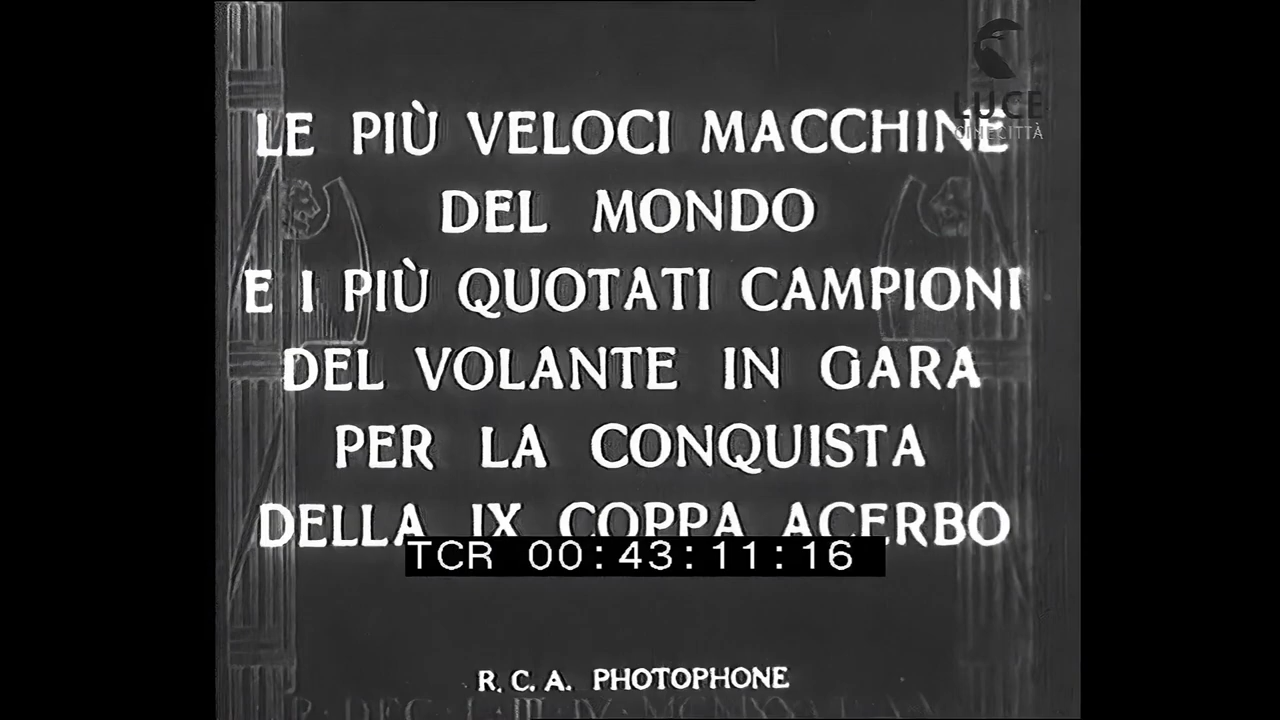 LUCE
CINECITTÀ
LE PIÙ VELOCI MACCHINE
DEL MONDO
E I PIÙ QUOTATI CAMPIONI
DEL VOLANTE IN GARA
PER LA CONQUISTA
DELLA IX COPPA ACERBO
TCR 00:43:11:16
R. C. A. PHOTOPHONE